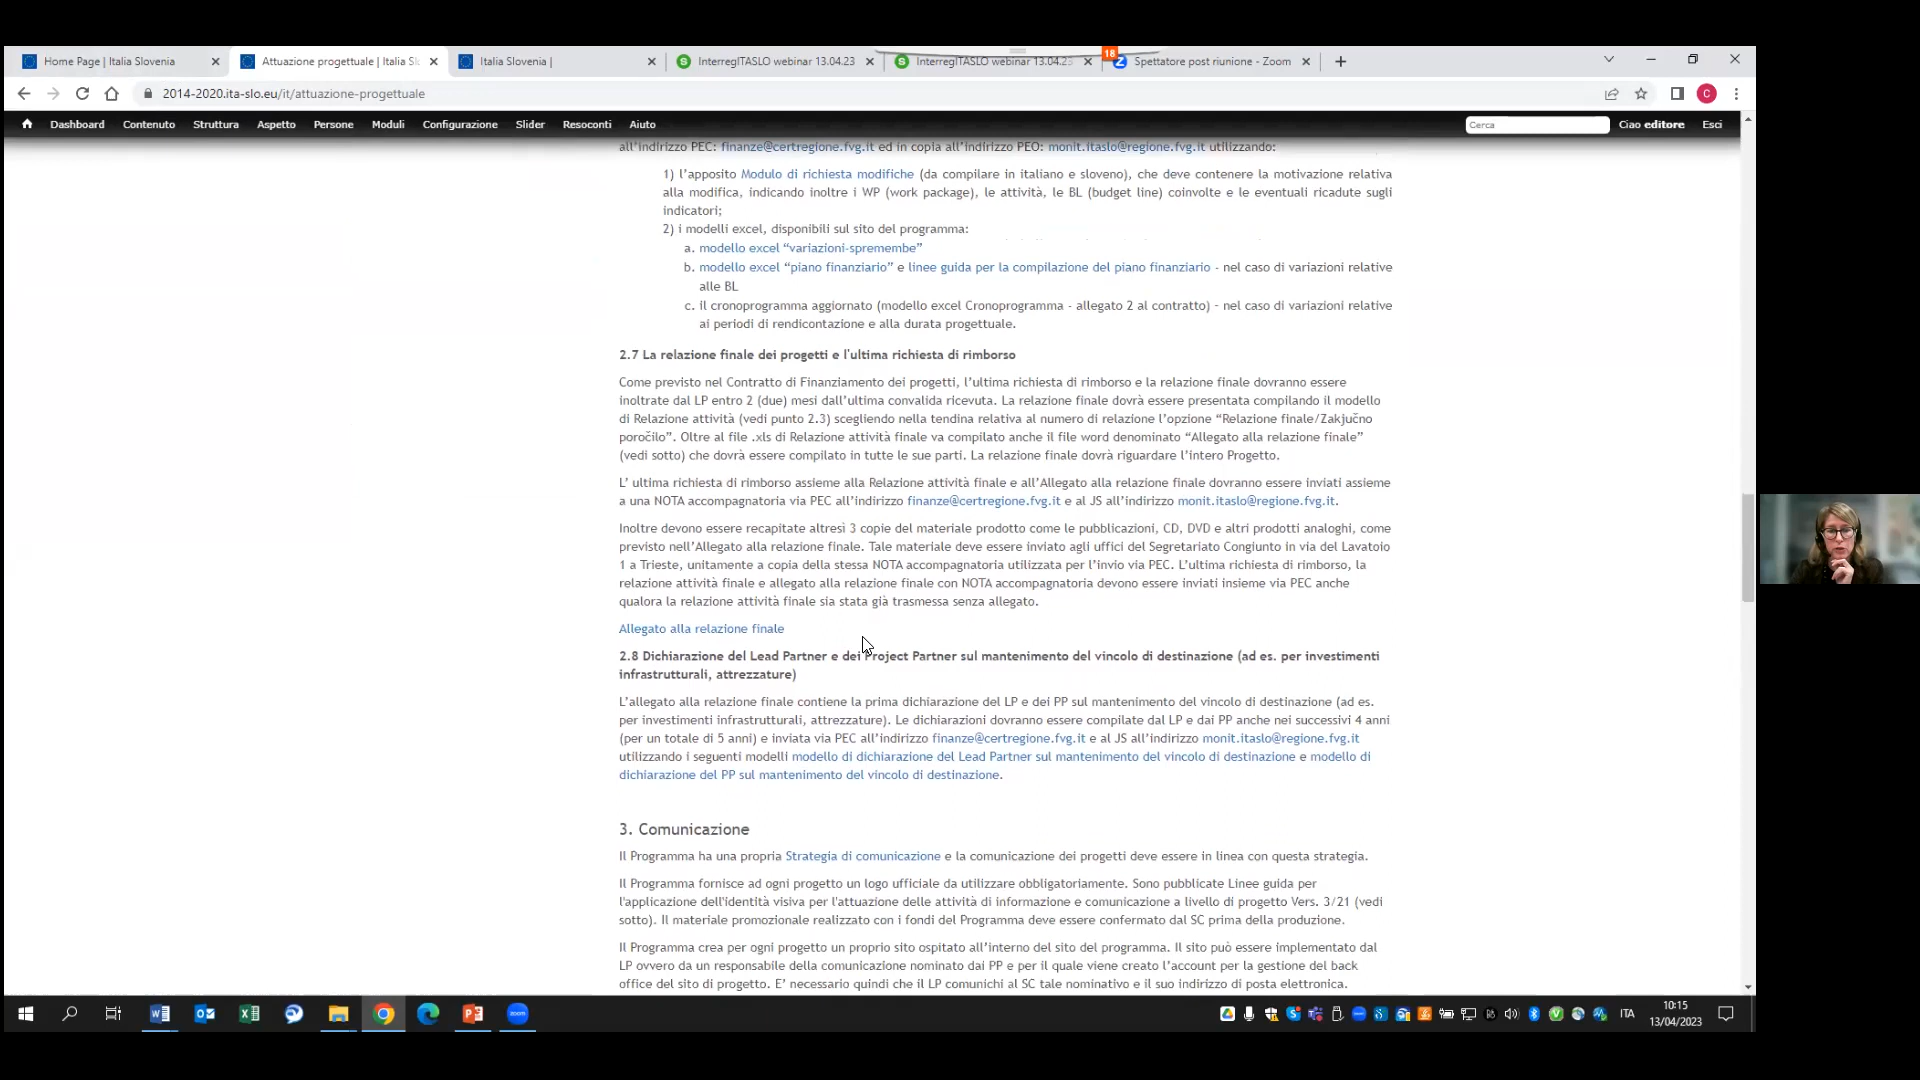 Home Page | Italia Slovenia
Attuazione progettuale | Italia Sl
Italia Slovenia |
InterregITASLO webinar 13.04.23
InterregITASLO webinar 13.04.23
18
Spettatore post riunione - Zoom
2014-2020.ita-slo.eu/it/attuazione-progettuale
C
Dashboard Contenuto Struttura Aspetto Persone Moduli Configurazione Slider Resoconti Aiuto
Cerca
Ciao editore Esci
all'indirizzo PEC: finanze@certregione.fvg.it ed in copia all'indirizzo PEO: monit.itaslo@regione.fvg.it utilizzando:
1) l'apposito Modulo di richiesta modifiche (da compilare in italiano e sloveno), che deve contenere la motivazione relativa
alla modifica, indicando inoltre i WP (work package), le attività, le BL (budget line) coinvolte e le eventuali ricadute sugli
indicatori;
2) i modelli excel, disponibili sul sito del programma:
a. modello excel "variazioni-spremembe"
b. modello excel "piano finanziario" e linee guida per la compilazione del piano finanziario - nel caso di variazioni relative
alle BL
c. il cronoprogramma aggiornato (modello excel Cronoprogramma - allegato 2 al contratto) - nel caso di variazioni relative
ai periodi di rendicontazione e alla durata progettuale.
2.7 La relazione finale dei progetti e l'ultima richiesta di rimborso
Come previsto nel Contratto di Finanziamento dei progetti, l'ultima richiesta di rimborso e la relazione finale dovranno essere
inoltrate dal LP entro 2 (due) mesi dall'ultima convalida ricevuta. La relazione finale dovrà essere presentata compilando il modello
di Relazione attività (vedi punto 2.3) scegliendo nella tendina relativa al numero di relazione l'opzione "Relazione finale/Zakjučno
poročilo". Oltre al file .xls di Relazione attività finale va compilato anche il file word denominato "Allegato alla relazione finale"
(vedi sotto) che dovrà essere compilato in tutte le sue parti. La relazione finale dovrà riguardare l'intero Progetto.
L' ultima richiesta di rimborso assieme alla Relazione attività finale e all'Allegato alla relazione finale dovranno essere inviati assieme
a una NOTA accompagnatoria via PEC all'indirizzo finanze@certregione.fvg.it e al JS all'indirizzo monit.itaslo@regione.fvg.it.
Inoltre devono essere recapitate altresì 3 copie del materiale prodotto come le pubblicazioni, CD, DVD e altri prodotti analoghi, come
previsto nell'Allegato alla relazione finale. Tale materiale deve essere inviato agli uffici del Segretariato Congiunto in via del Lavatoio
1 a Trieste, unitamente a copia della stessa NOTA accompagnatoria utilizzata per l'invio via PEC. L'ultima richiesta di rimborso, la
relazione attività finale e allegato alla relazione finale con NOTA accompagnatoria devono essere inviati insieme via PEC anche
qualora la relazione attività finale sia stata già trasmessa senza allegato.
Allegato alla relazione finale
2.8 Dichiarazione del Lead Partner e dei Project Partner sul mantenimento del vincolo di destinazione (ad es. per investimenti
infrastrutturali, attrezzature)
L'allegato alla relazione finale contiene la prima dichiarazione del LP e dei PP sul mantenimento del vincolo di destinazione (ad es.
per investimenti infrastrutturali, attrezzature). Le dichiarazioni dovranno essere compilate dal LP e dai PP anche nei successivi 4 anni
(per un totale di 5 anni) e inviata via PEC all'indirizzo finanze@certregione.fvg.it e al JS all'indirizzo monit.itaslo@regione.fvg.it
utilizzando i seguenti modelli modello di dichiarazione del Lead Partner sul mantenimento del vincolo di destinazione e modello di
dichiarazione del PP sul mantenimento del vincolo di destinazione.
3. Comunicazione
Il Programma ha una propria Strategia di comunicazione e la comunicazione dei progetti deve essere in linea con questa strategia.
Il Programma fornisce ad ogni progetto un logo ufficiale da utilizzare obbligatoriamente. Sono pubblicate Linee guida per
l'applicazione dell'identità visiva per l'attuazione delle attività di informazione e comunicazione a livello di progetto Vers. 3/21 (vedi
sotto). Il materiale promozionale realizzato con i fondi del Programma deve essere confermato dal SC prima della produzione.
Il Programma crea per ogni progetto un proprio sito ospitato all'interno del sito del programma. Il sito può essere implementato dal
LP ovvero da un responsabile della comunicazione nominato dai PP e per il quale viene creato l'account per la gestione del back
office del sito di progetto. E' necessario quindi che il LP comunichi al SC tale nominativo e il suo indirizzo di posta elettronica.
ITA
10:15
13/04/2023